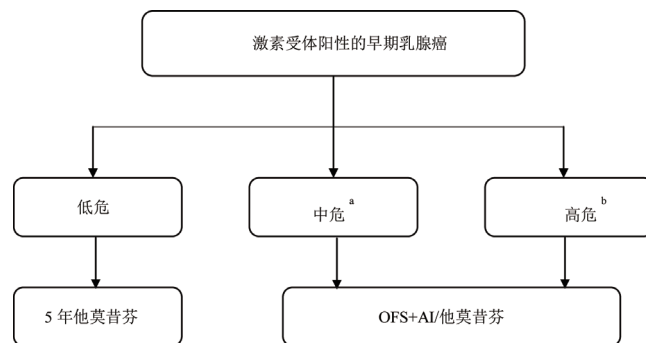 激素受体阳性的早期乳腺癌
低危
中危 a
高危 b
5 年他莫昔芬
OFS+AI/他莫昔芬